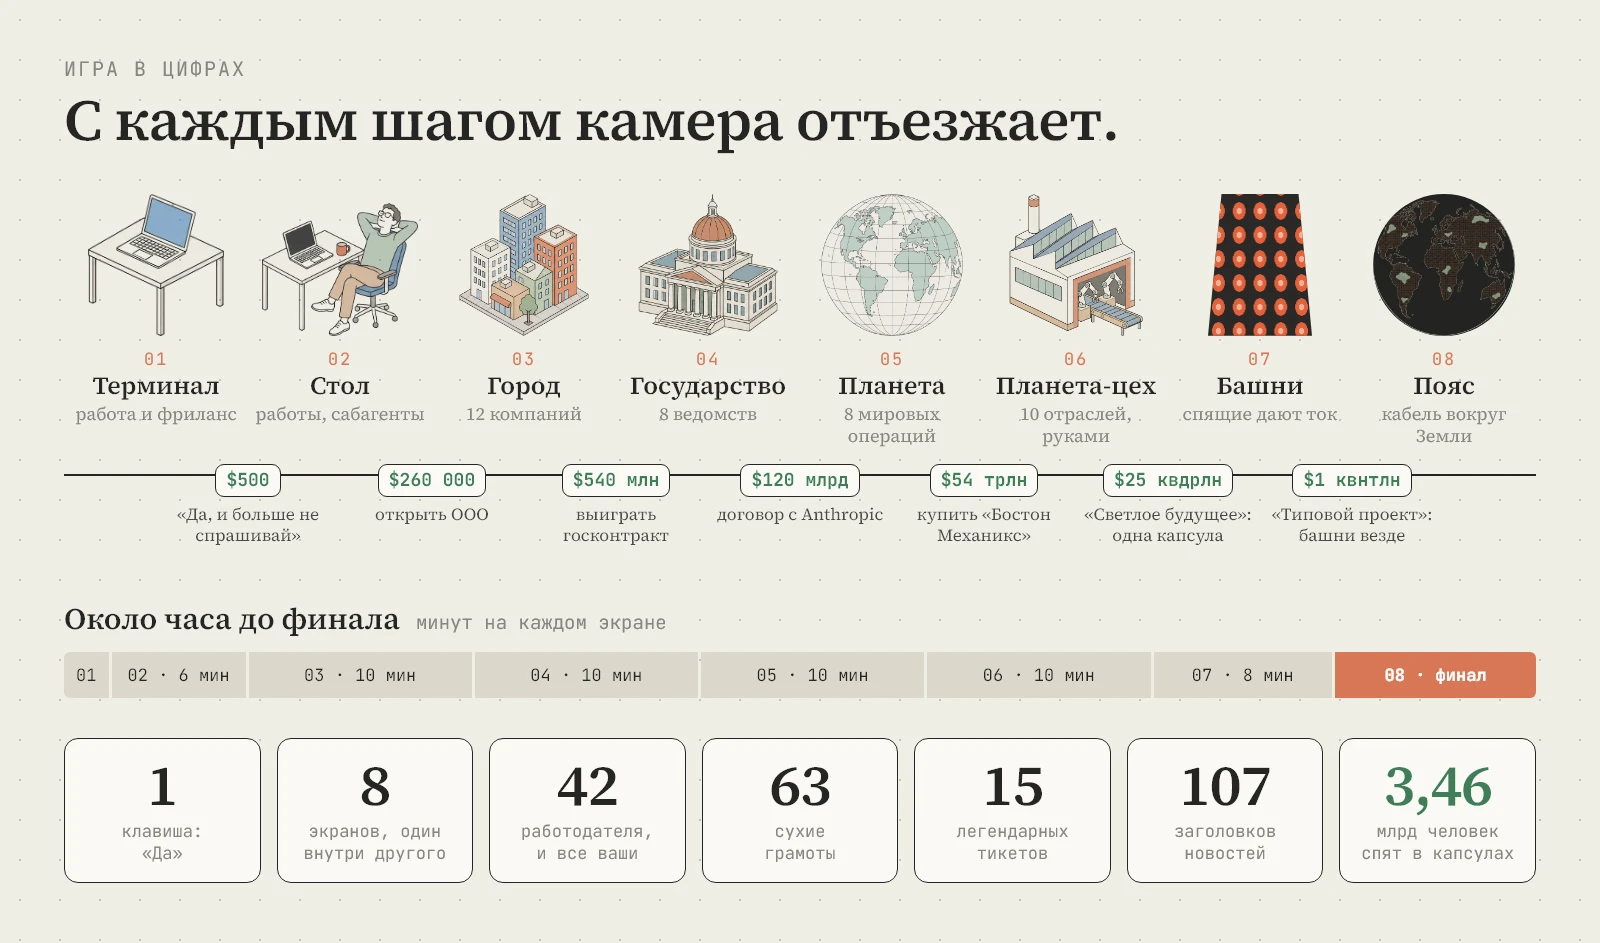 ИГРА В ЦИФРАХ
С каждым шагом камера отъезжает.
01
Терминал
работа и фриланс
02
Стол
работы, сабагенты
03
Город
12 компаний
04
Государство
8 ведомств
05
Планета
8 мировых
операций
06
Планета-цех
10 отраслей,
руками
07
Башни
спящие дают ток
08
Пояс
кабель вокруг
Земли
$500
«Да, и больше не
спрашивай»
$260 000
открыть ООО
$540 млн
выиграть
госконтракт
$120 млрд
договор с Anthropic
$54 трлн
купить «Бостон
Механикс»
$25 квдрлн
«Светлое будущее»:
одна капсула
$1 квнтлн
«Типовой проект»:
башни везде
Около часа до финала минут на каждом экране
01
02 · 6 мин
03 · 10 мин
04 · 10 мин
05 · 10 мин
06 · 10 мин
07 · 8 мин
08 · финал
1
клавиша:
«Да»
8
экранов, один
внутри другого
42
работодателя,
и все ваши
63
сухие
грамоты
15
легендарных
тикетов
107
заголовков
новостей
3,46
млрд человек
спят в капсулах